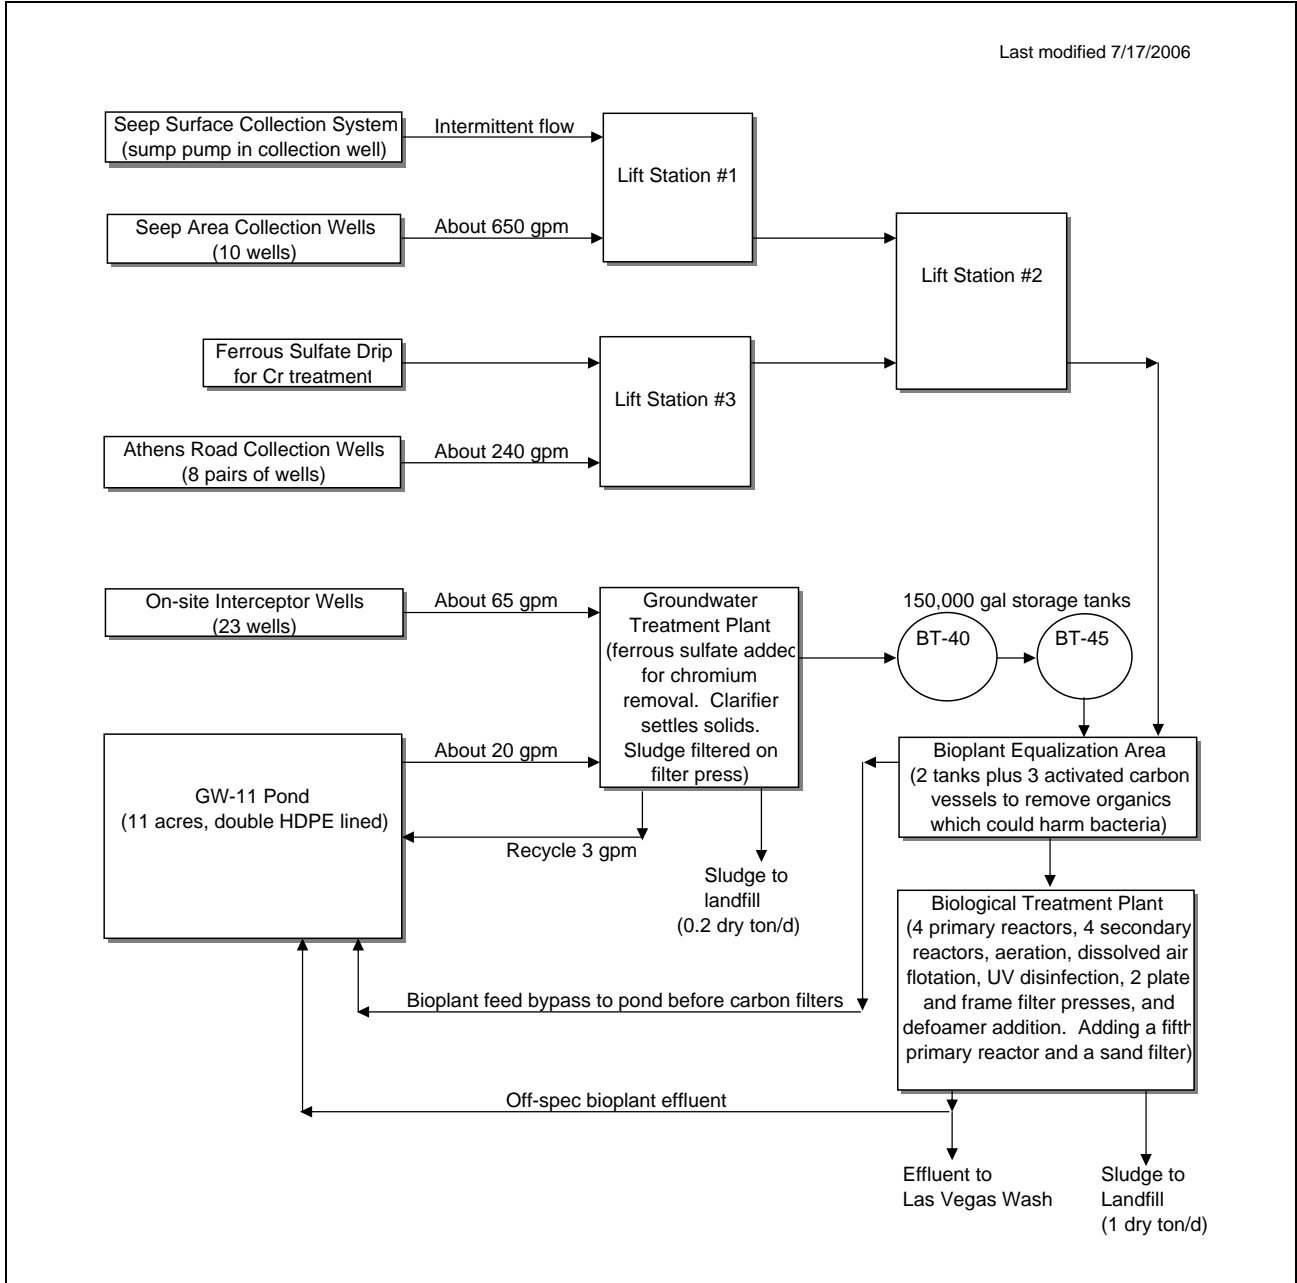 Last modified 7/17/2006
Seep Surface Collection System
(sump pump in collection well)
Intermittent flow
Lift Station #1
Seep Area Collection Wells
(10 wells)
About 650 gpm
Lift Station #2
Ferrous Sulfate Drip
for Cr treatment
Lift Station #3
Athens Road Collection Wells
(8 pairs of wells)
About 240 gpm
On-site Interceptor Wells
(23 wells)
About 65 gpm
Groundwater
Treatment Plant
(ferrous sulfate added
for chromium
removal. Clarifier
settles solids.
Sludge filtered on
filter press)
150,000 gal storage tanks
BT-40
BT-45
GW-11 Pond
(11 acres, double HDPE lined)
About 20 gpm
Recycle 3 gpm
Sludge to
landfill
(0.2 dry ton/d)
Bioplant Equalization Area
(2 tanks plus 3 activated carbon
vessels to remove organics
which could harm bacteria)
Biological Treatment Plant
(4 primary reactors, 4 secondary
reactors, aeration, dissolved air
flotation, UV disinfection, 2 plate
and frame filter presses, and
defoamer addition. Adding a fifth
primary reactor and a sand filter)
Bioplant feed bypass to pond before carbon filters
Off-spec bioplant effluent
Effluent to
Las Vegas Wash
Sludge to
Landfill
(1 dry ton/d)